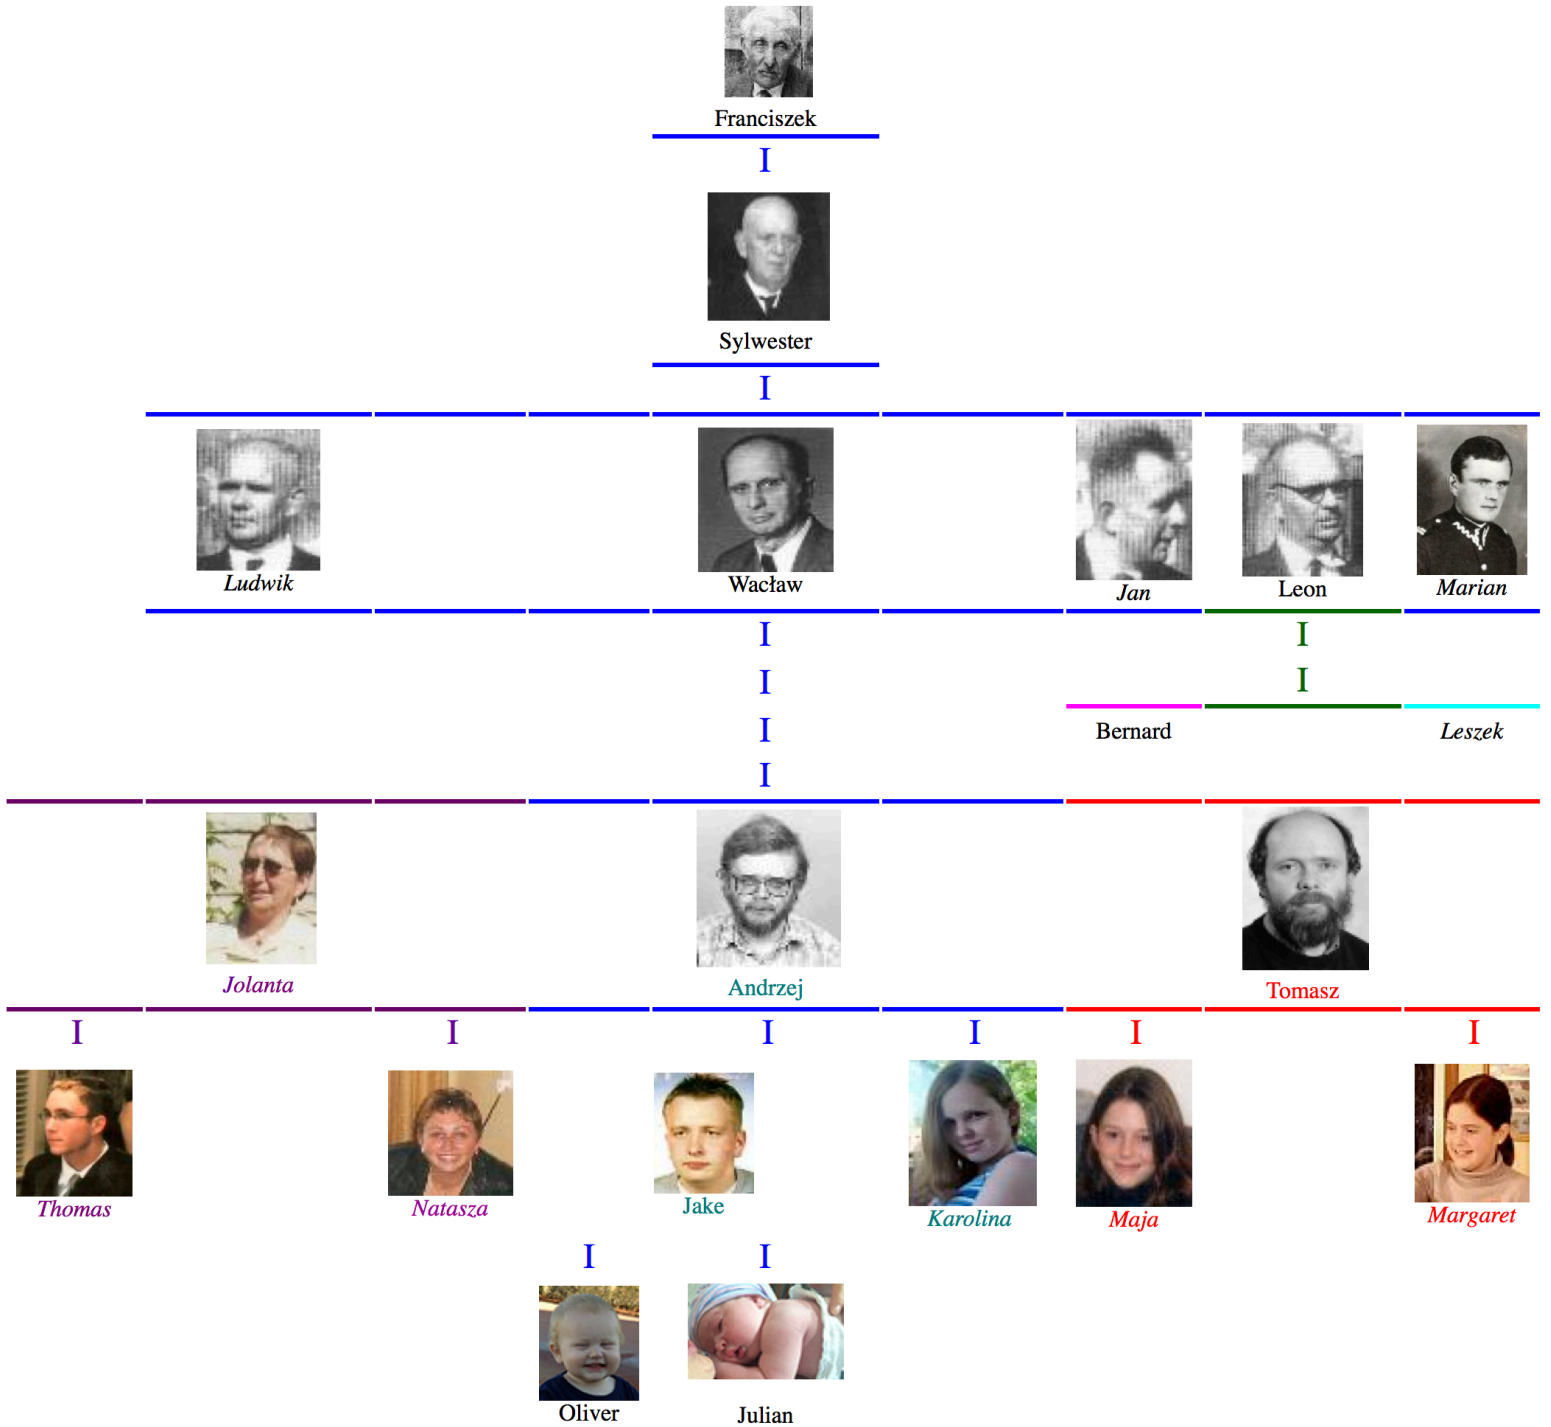 Franciszek
I
Sylwester
I
Ludwik
Wacław
Jan
Leon
Marian
I
I
I
I
I
Bernard
Leszek
I
Jolanta
Andrzej
Tomasz
I
I
I
I
I
I
Thomas
Natasza
Jake
Karolina
Maja
Margaret
I
I
Oliver
Julian